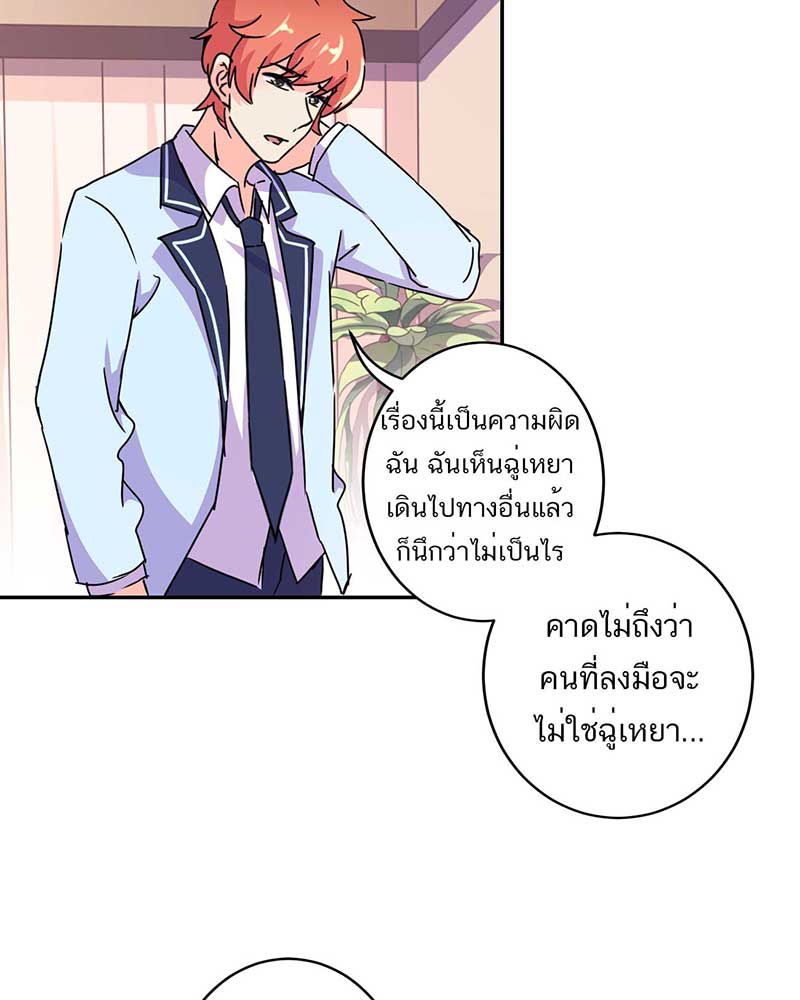 เรื่องนี้เป็นความผิด
ฉัน ฉันเห็นฉู่เหยา
เดินไปทางอื่นแล้ว
ก็นึกว่าไม่เป็นไร
คาดไม่ถึงว่า
คนที่ลงมือจะ
ไม่ใช่ฉู่เหยา...